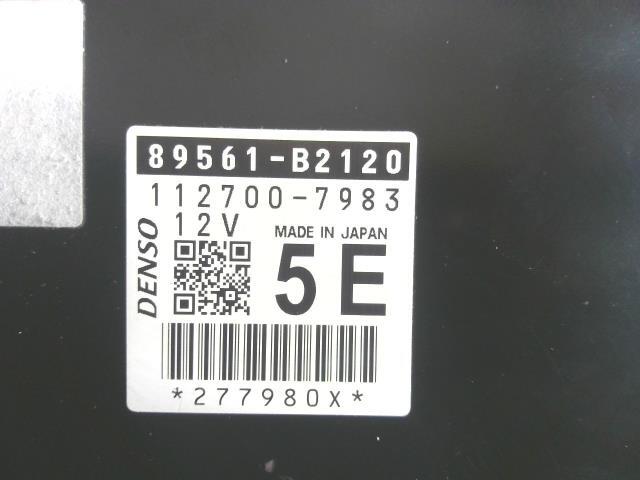 89561-B2120
112700-7983
12V MADE IN JAPAN
DENSO
5E
*277980X*